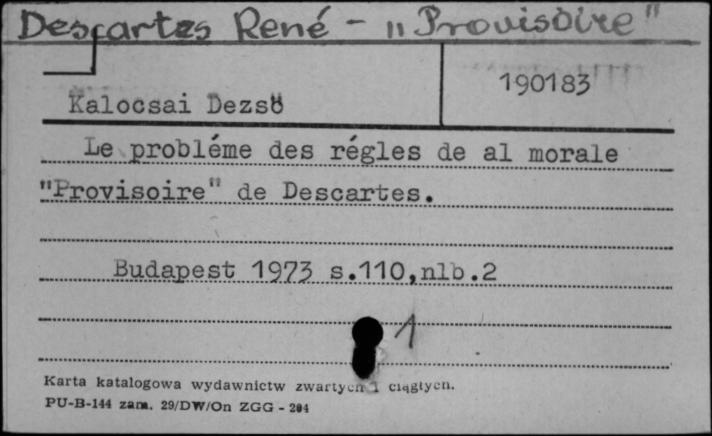 Descartes René - "Provisoire"
190183
Kalocsai Dezsö
Le probléme des régles de al morale
"Provisoire" de Descartes.
Budapest 1973 s.110,nlb.2
1
Karta katalogowa wydawnictw zwartych i ciągłych.
PU-B-144 zam. 29/DW/On ZGG - 204